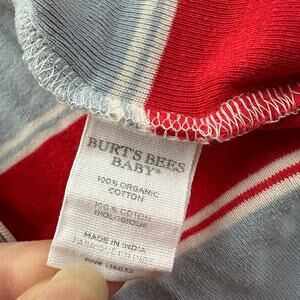 BURT'S BEES
BABY®
100% ORGANIC
COTTON
100% COTON
BIOLOGIQUE
MADE IN INDIA